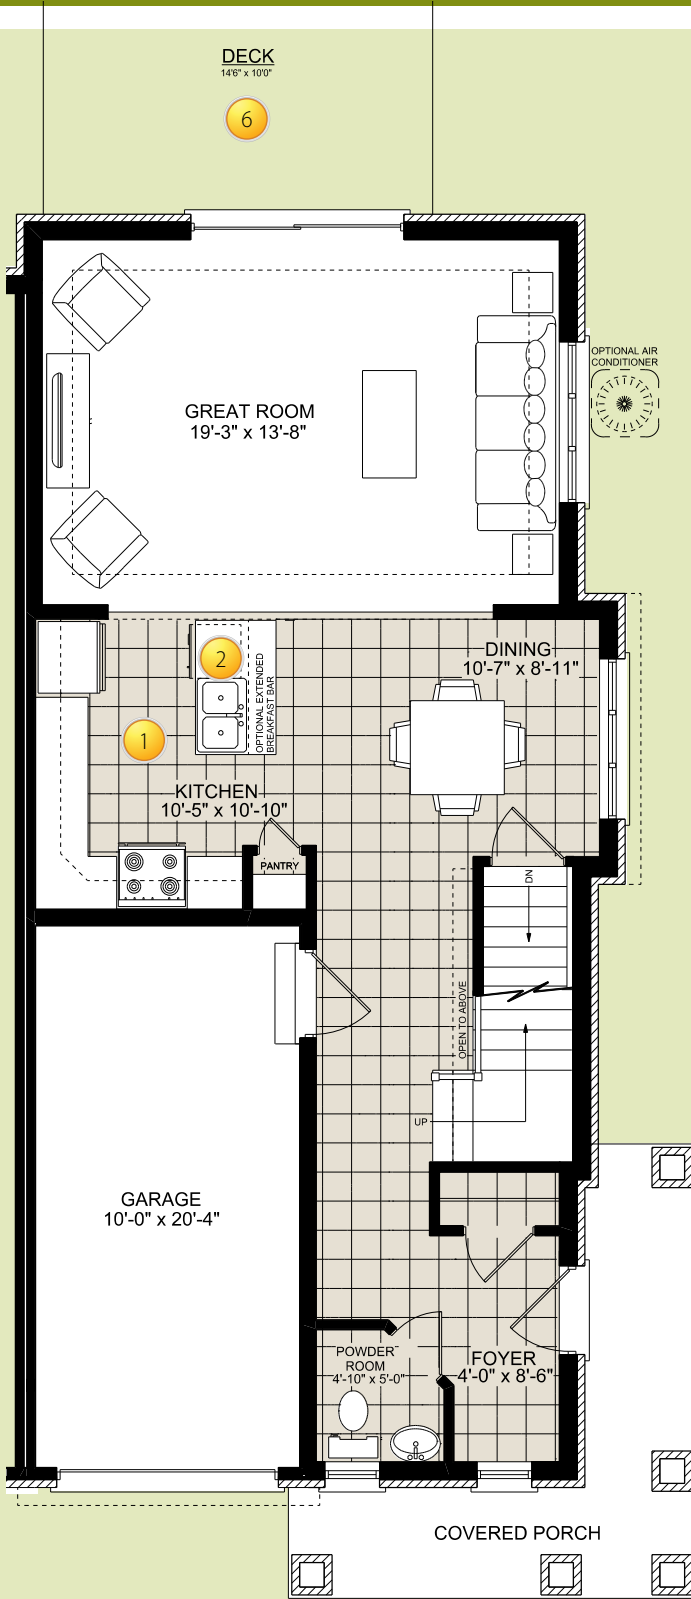 DECK
14'6" x 10'0"
6
OPTIONAL AIR
CONDITIONER
GREAT ROOM
19'-3" x 13'-8"
2
OPTIONAL EXTENDED
BREAKFAST BAR
DINING
10'-7" x 8'-11"
1
KITCHEN
10'-5" x 10'-10"
PANTRY
DN
OPEN TO ABOVE
UP
GARAGE
10'-0" x 20'-4"
POWDER
ROOM
4'-10" x 5'-0"
FOYER
4'-0" x 8'-6"
COVERED PORCH